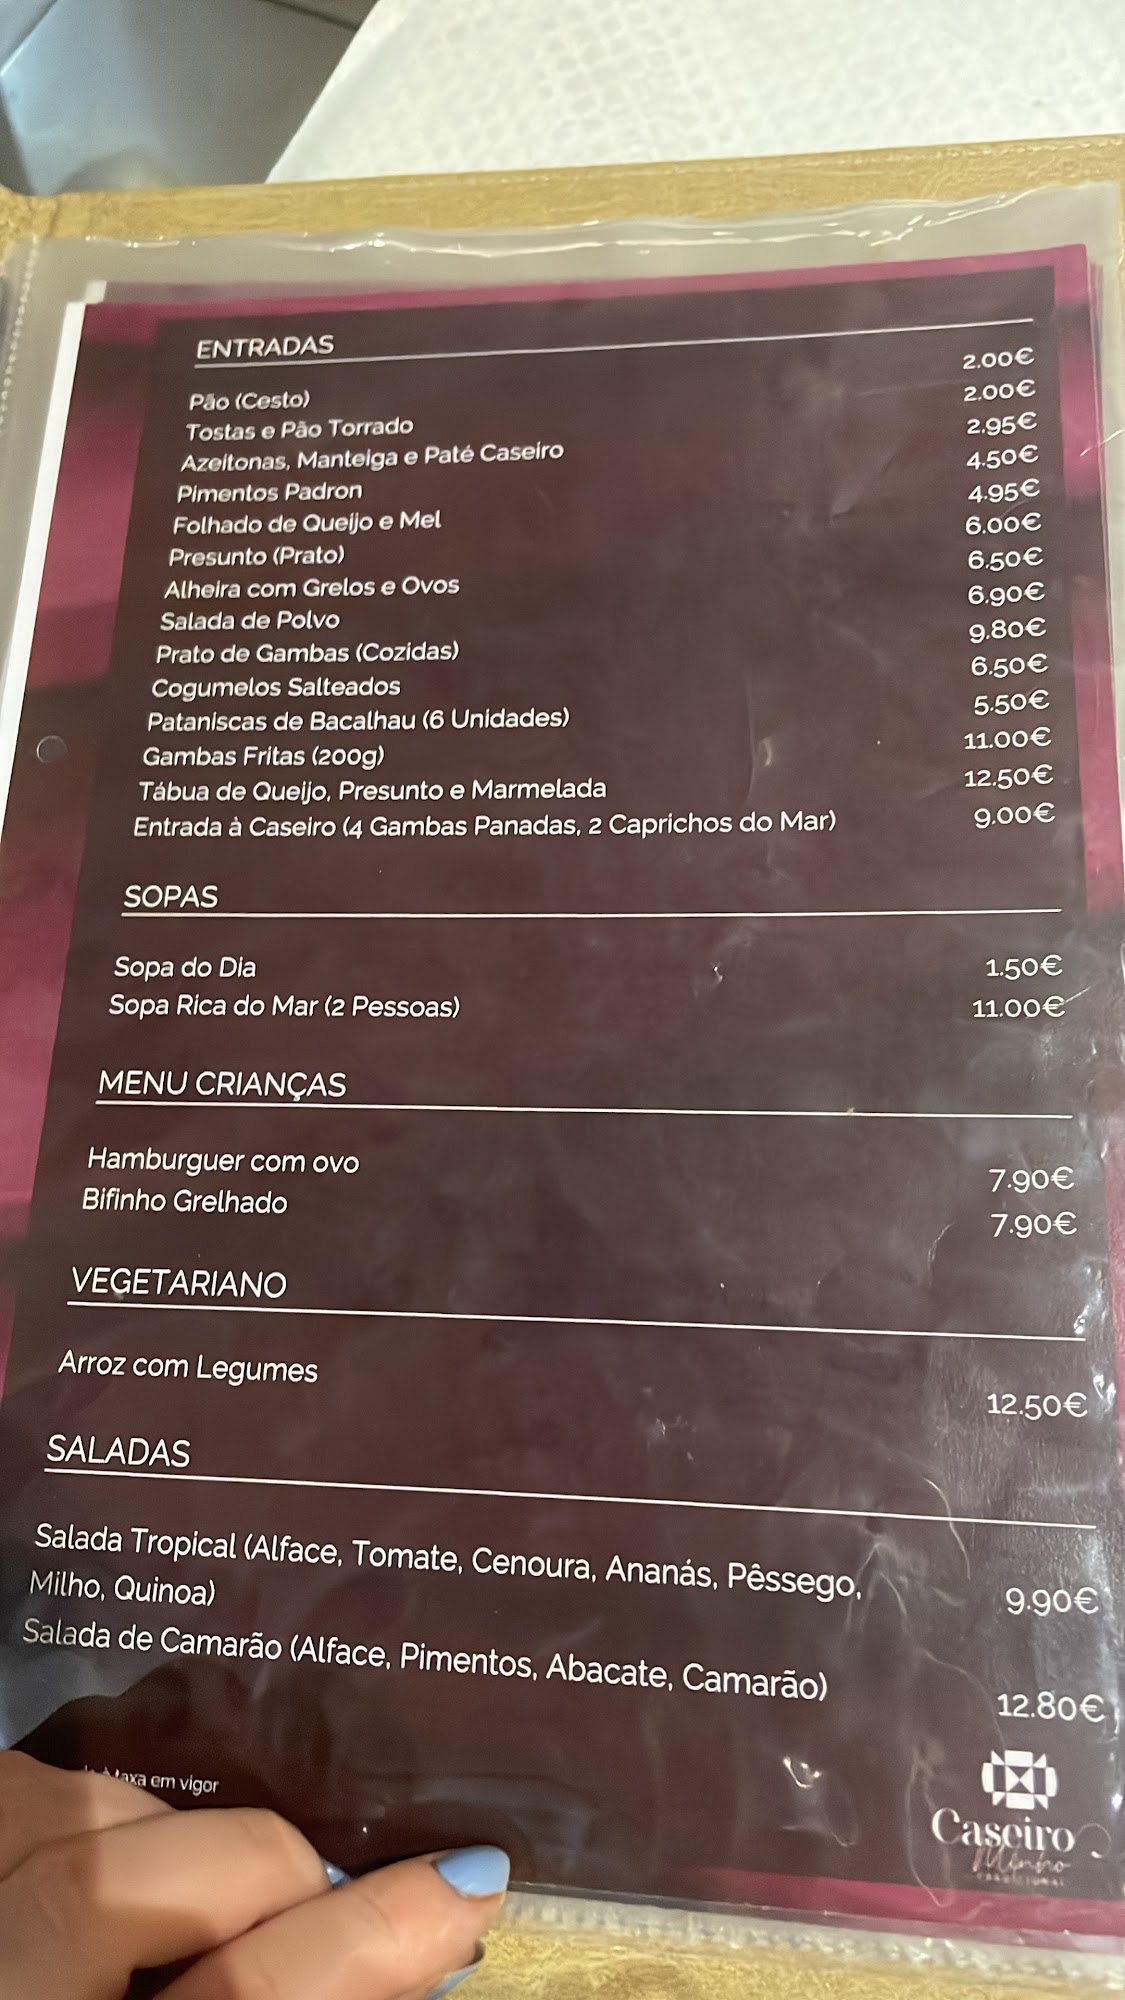 ENTRADAS
Pão (Cesto) 2.00€
Tostas e Pão Torrado 2.00€
Azeitonas, Manteiga e Paté Caseiro 2.95€
Pimentos Padron 4.50€
Folhado de Queijo e Mel 4.95€
Presunto (Prato) 6.00€
Alheira com Grelos e Ovos 6.50€
Salada de Polvo 6.90€
Prato de Gambas (Cozidas) 9.80€
Cogumelos Salteados 6.50€
Pataniscas de Bacalhau (6 Unidades) 5.50€
Gambas Fritas (200g) 11.00€
Tábua de Queijo, Presunto e Marmelada 12.50€
Entrada à Caseiro (4 Gambas Panadas, 2 Caprichos do Mar) 9.00€
SOPAS
Sopa do Dia 1.50€
Sopa Rica do Mar (2 Pessoas) 11.00€
MENU CRIANÇAS
Hamburguer com ovo 7.90€
Bifinho Grelhado 7.90€
VEGETARIANO
Arroz com Legumes 12.50€
SALADAS
Salada Tropical (Alface, Tomate, Cenoura, Ananás, Pêssego, 9.90€
Milho, Quinoa)
Salada de Camarão (Alface, Pimentos, Abacate, Camarão) 12.80€
taxa em vigor
Caseiro
Minho